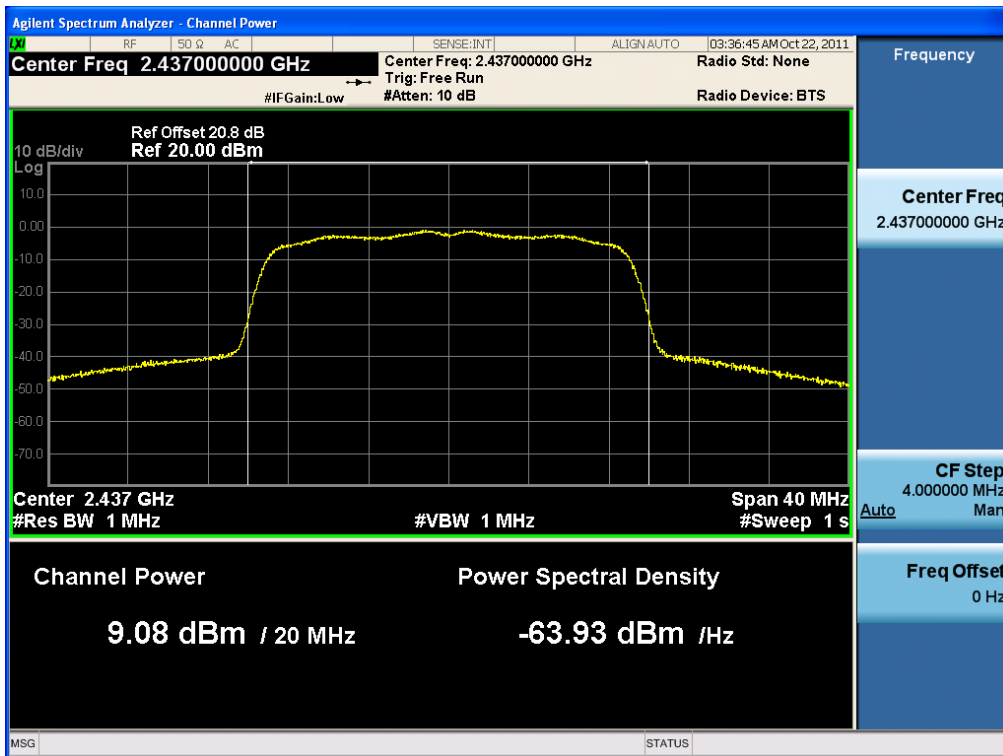 Agilent Spectrum Analyzer - Channel Power
LXI RF 50 Ω AC SENSE:INT ALIGNAUTO 03:36:45 AM Oct 22, 2011
Center Freq 2.437000000 GHz
Center Freq: 2.437000000 GHz
Radio Std: None
Trig: Free Run
#IFGain:Low
#Atten: 10 dB
Radio Device: BTS
Ref Offset 20.8 dB
10 dB/div Ref 20.00 dBm
Log
10.0
0.00
-10.0
-20.0
-30.0
-40.0
-50.0
-60.0
-70.0
Center 2.437 GHz Span 40 MHz
#Res BW 1 MHz #VBW 1 MHz #Sweep 1 s
Channel Power Power Spectral Density
9.08 dBm / 20 MHz -63.93 dBm /Hz
MSG STATUS
Frequency
Center Freq
2.437000000 GHz
CF Step
4.000000 MHz
Auto Man
Freq Offset
0 Hz